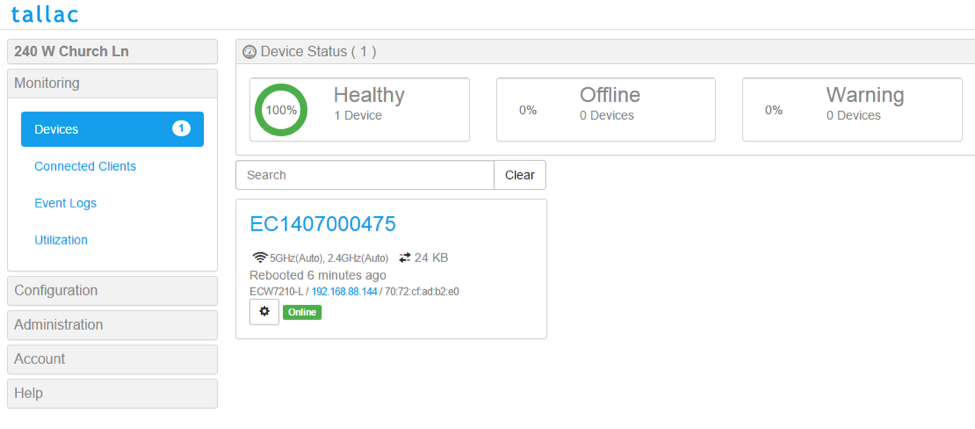 tallac
240 W Church Ln
Monitoring
Devices 1
Connected Clients
Event Logs
Utilization
Configuration
Administration
Account
Help
Device Status ( 1 )
100%
Healthy
1 Device
0%
Offline
0 Devices
0%
Warning
0 Devices
Search Clear
EC1407000475
5GHz(Auto), 2.4GHz(Auto) 24 KB
Rebooted 6 minutes ago
ECW7210-L / 192.168.88.144 / 70:72:cf:ad:b2:e0
Online